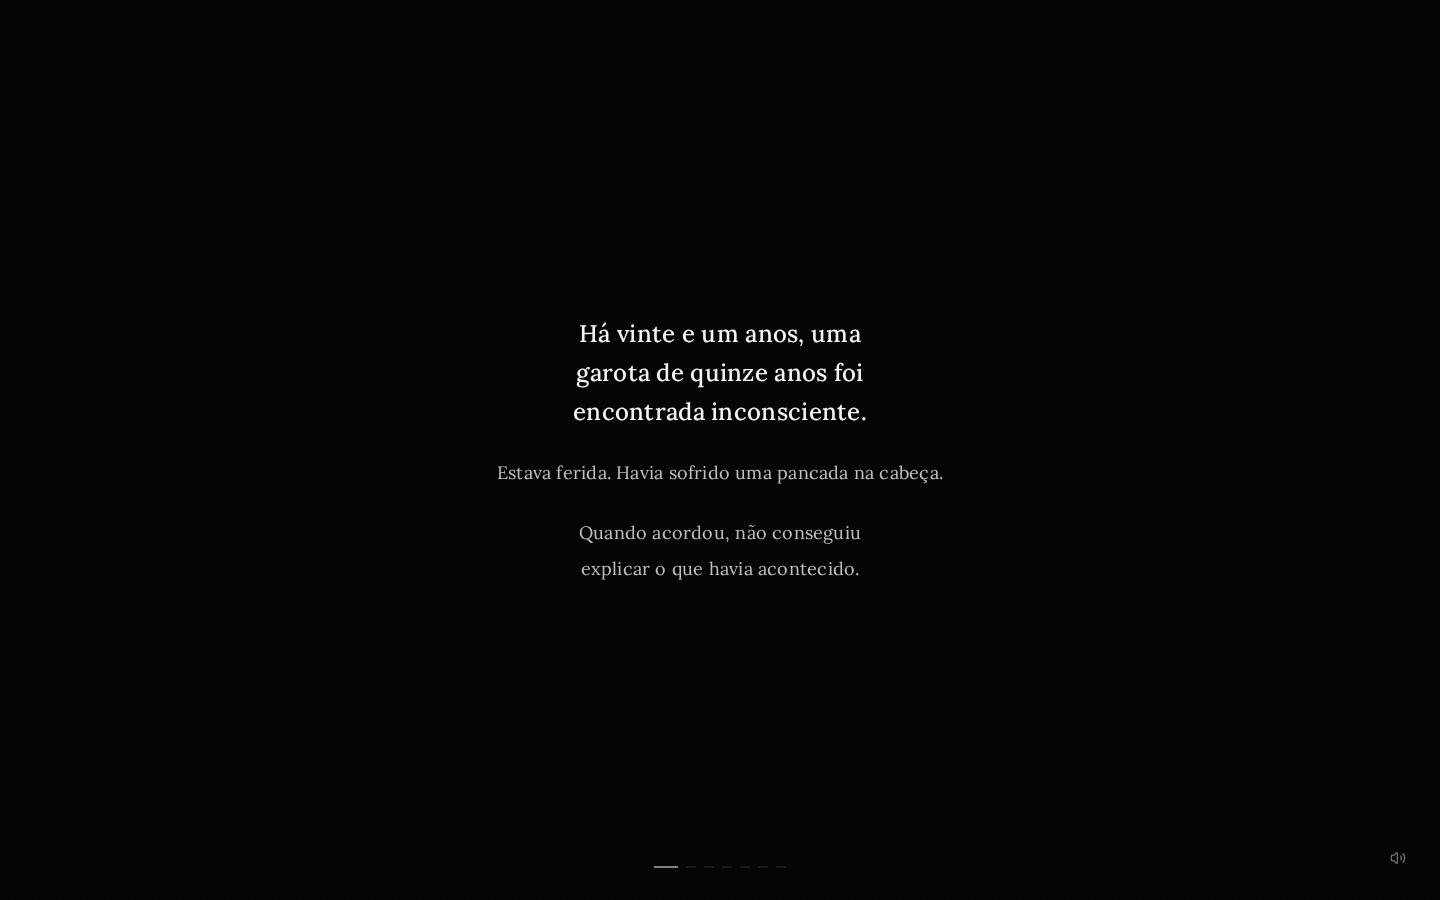 Há vinte e um anos, uma
garota de quinze anos foi
encontrada inconsciente.
Estava ferida. Havia sofrido uma pancada na cabeça.
Quando acordou, não conseguiu
explicar o que havia acontecido.